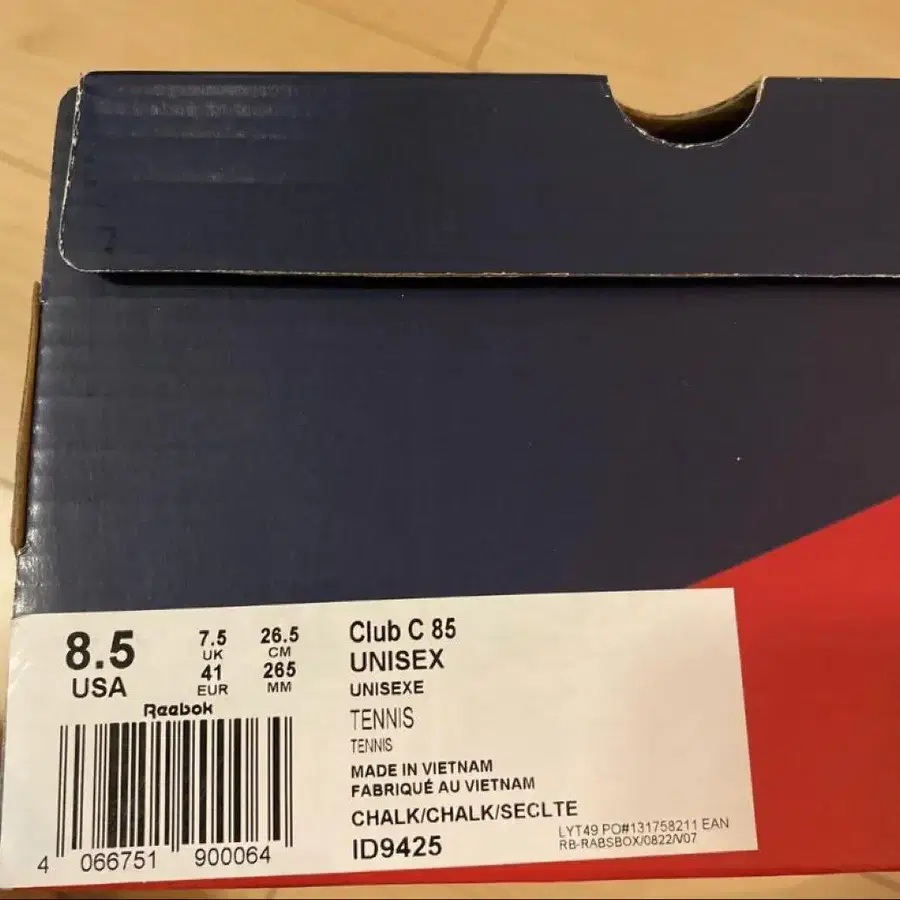 8.5
USA
7.5
UK
41
EUR
26.5
CM
265
MM
Reebok
4 066751 900064
Club C 85
UNISEX
UNISEXE
TENNIS
TENNIS
MADE IN VIETNAM
FABRIQUÉ AU VIETNAM
CHALK/CHALK/SECLTE
ID9425
LYT49 PO#131758211 EAN
RB-RABSBOX/0822/V07